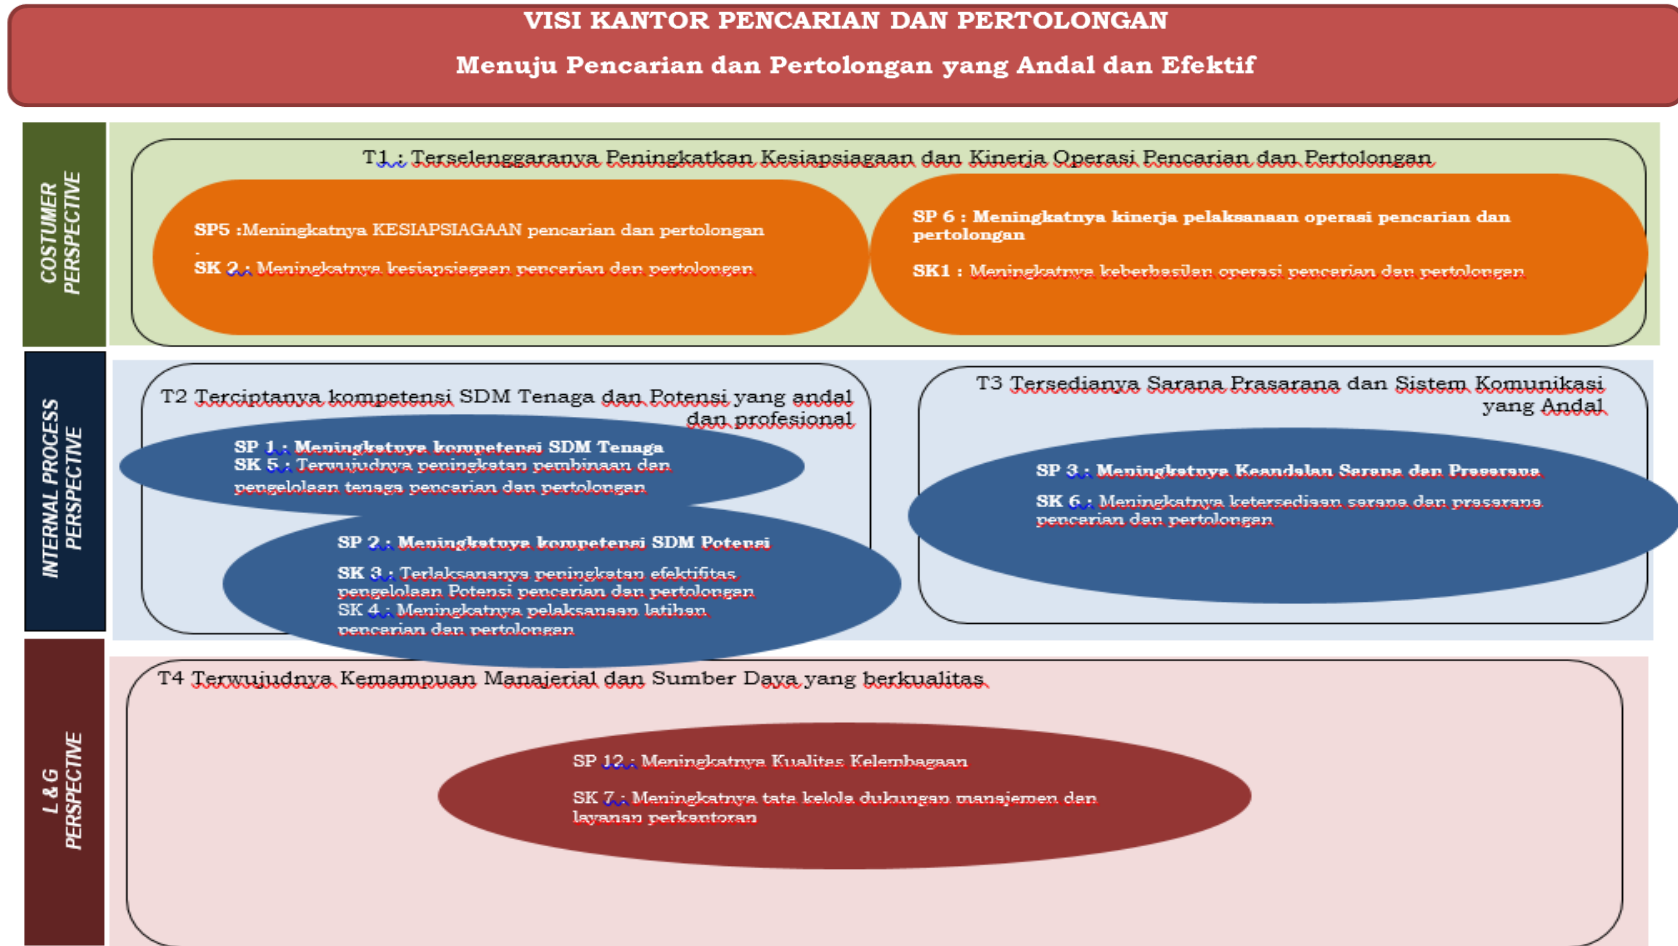 VISI KANTOR PENCARIAN DAN PERTOLONGAN
Menuju Pencarian dan Pertolongan yang Andal dan Efektif
COSTUMER
PERSPECTIVE
T1 : Terselenggaranya Peningkatkan Kesiapsiagaan dan Kinerja Operasi Pencarian dan Pertolongan
SP5 :Meningkatnya KESIAPSIAGAAN pencarian dan pertolongan
.
SK 2 : Meningkatnya kesiapsiagaan pencarian dan pertolongan
SP 6 : Meningkatnya kinerja pelaksanaan operasi pencarian dan
pertolongan
SK1 : Meningkatnya keberhasilan operasi pencarian dan pertolongan
INTERNAL PROCESS
PERSPECTIVE
T2 Terciptanya kompetensi SDM Tenaga dan Potensi yang andal
dan profesional
SP 1 : Meningkatnya kompetensi SDM Tenaga
SK 5 : Terwujudnya peningkatan pembinaan dan
pengelolaan tenaga pencarian dan pertolongan
SP 2 : Meningkatnya kompetensi SDM Potensi
SK 3 : Terlaksananya peningkatan efektifitas
pengelolaan Potensi pencarian dan pertolongan
SK 4 : Meningkatnya pelaksanaan latihan
pencarian dan pertolongan
T3 Tersedianya Sarana Prasarana dan Sistem Komunikasi
yang Andal
SP 3 : Meningkatnya Keandalan Sarana dan Prasarana
SK 6 : Meningkatnya ketersediaan sarana dan prasarana
pencarian dan pertolongan
L & G
PERSPECTIVE
T4 Terwujudnya Kemampuan Manajerial dan Sumber Daya yang berkualitas
SP 12 : Meningkatnya Kualitas Kelembagaan
SK 7 : Meningkatnya tata kelola dukungan manajemen dan
layanan perkantoran